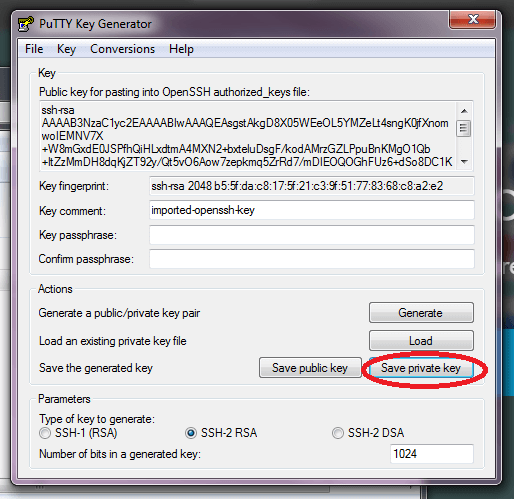 PuTTY Key Generator
File Key Conversions Help
Key
Public key for pasting into OpenSSH authorized_keys file:
ssh-rsa
AAAAB3NzaC1yc2EAAAABIwAAAQEAsgstAkgD8X05WEeOL5YMZeLt4sngK0jfXnom
woIEMNV7X
+W8mGxdE0JSPfhQiHLxdtmA4MXN2+bxteluDsgF/kodAMrzGZLPpuBnKMgO1Qb
+ItZzMmDH8dqKjZT92y/Qt5vO6Aow7zepkmq5ZrRd7/mDIEOQOGhFUz6+dSo8DC1K
Key fingerprint: ssh-rsa 2048 b5:5f:da:c8:17:5f:21:c3:9f:51:77:83:68:c8:a2:e2
Key comment: imported-openssh-key
Key passphrase:
Confirm passphrase:
Actions
Generate a public/private key pair Generate
Load an existing private key file Load
Save the generated key Save public key Save private key
Parameters
Type of key to generate:
SSH-1 (RSA) SSH-2 RSA SSH-2 DSA
Number of bits in a generated key: 1024